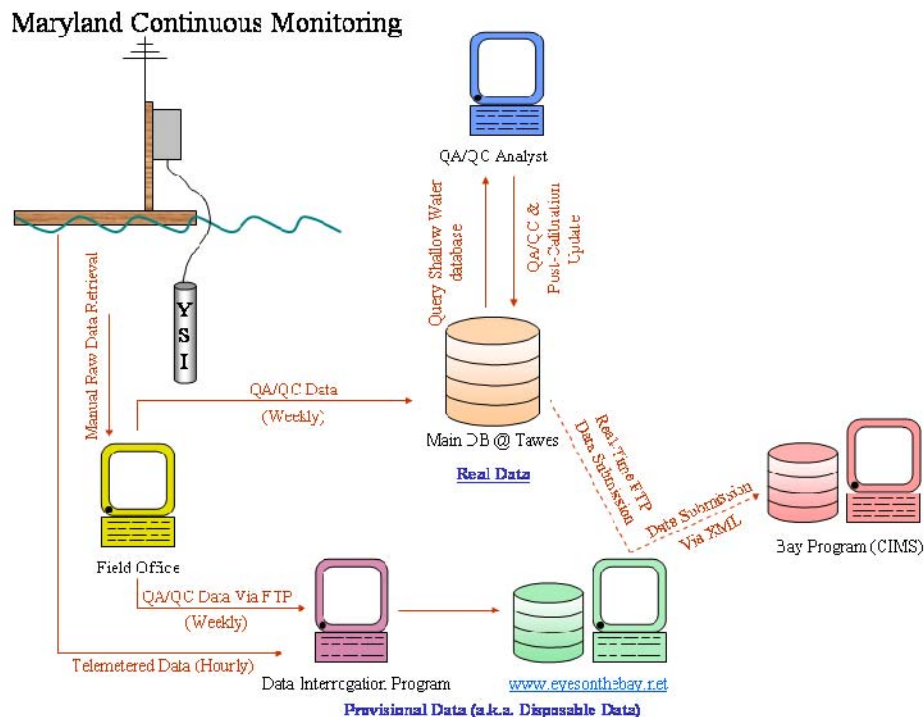 Maryland Continuous Monitoring
QA/QC Analyst
Query Shallow Water
database
QA/QC &
Post-Calibration
Update
Y
S
I
Manual Raw Data Retrieval
QA/QC Data
(Weekly)
Main DB @ Tawes
Real Data
Real-Time FTP
Data Submission
Data Submission
Via XML
Bay Program (CIMS)
Field Office
QA/QC Data Via FTP
(Weekly)
Telemetered Data (Hourly)
Data Interrogation Program
www.eyesonthebay.net
Provisional Data (a.k.a. Disposable Data)